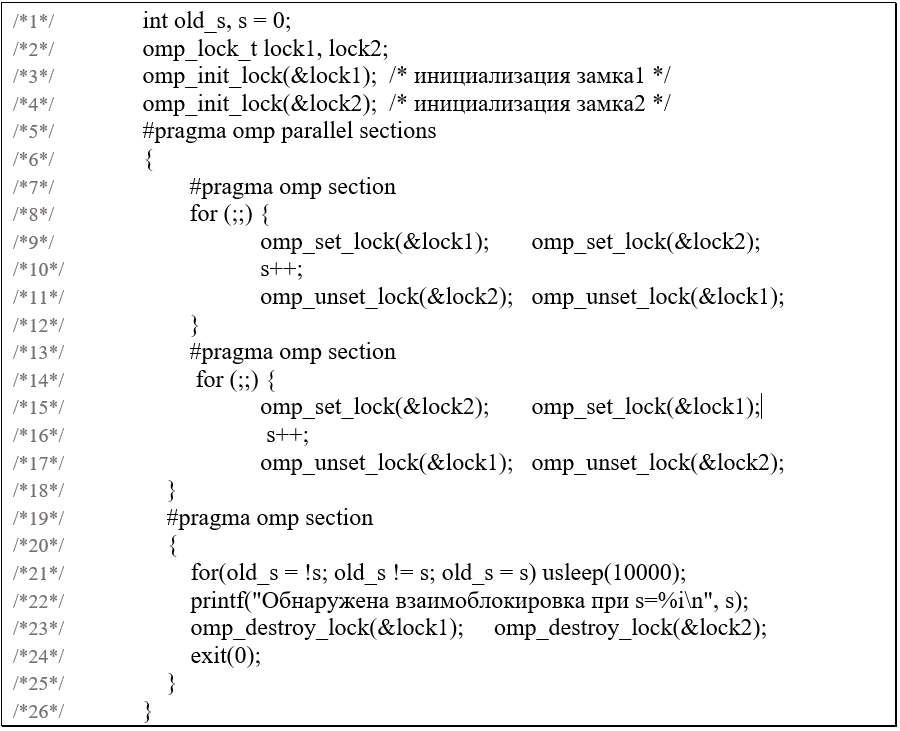 /*1*/ int old_s, s = 0;
/*2*/ omp_lock_t lock1, lock2;
/*3*/ omp_init_lock(&lock1); /* инициализация замка1 */
/*4*/ omp_init_lock(&lock2); /* инициализация замка2 */
/*5*/ #pragma omp parallel sections
/*6*/ {
/*7*/ #pragma omp section
/*8*/ for (;;) {
/*9*/ omp_set_lock(&lock1); omp_set_lock(&lock2);
/*10*/ s++;
/*11*/ omp_unset_lock(&lock2); omp_unset_lock(&lock1);
/*12*/ }
/*13*/ #pragma omp section
/*14*/ for (;;) {
/*15*/ omp_set_lock(&lock2); omp_set_lock(&lock1);
/*16*/ s++;
/*17*/ omp_unset_lock(&lock1); omp_unset_lock(&lock2);
/*18*/ }
/*19*/ #pragma omp section
/*20*/ {
/*21*/ for(old_s = !s; old_s != s; old_s = s) usleep(10000);
/*22*/ printf("Обнаружена взаимоблокировка при s=%i\n", s);
/*23*/ omp_destroy_lock(&lock1); omp_destroy_lock(&lock2);
/*24*/ exit(0);
/*25*/ }
/*26*/ }